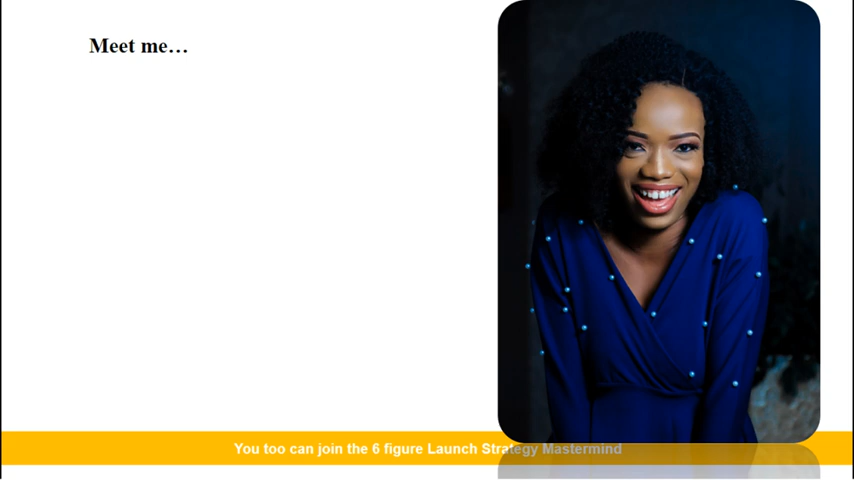 Meet me…
You too can join the 6 figure Launch Strategy Mastermind